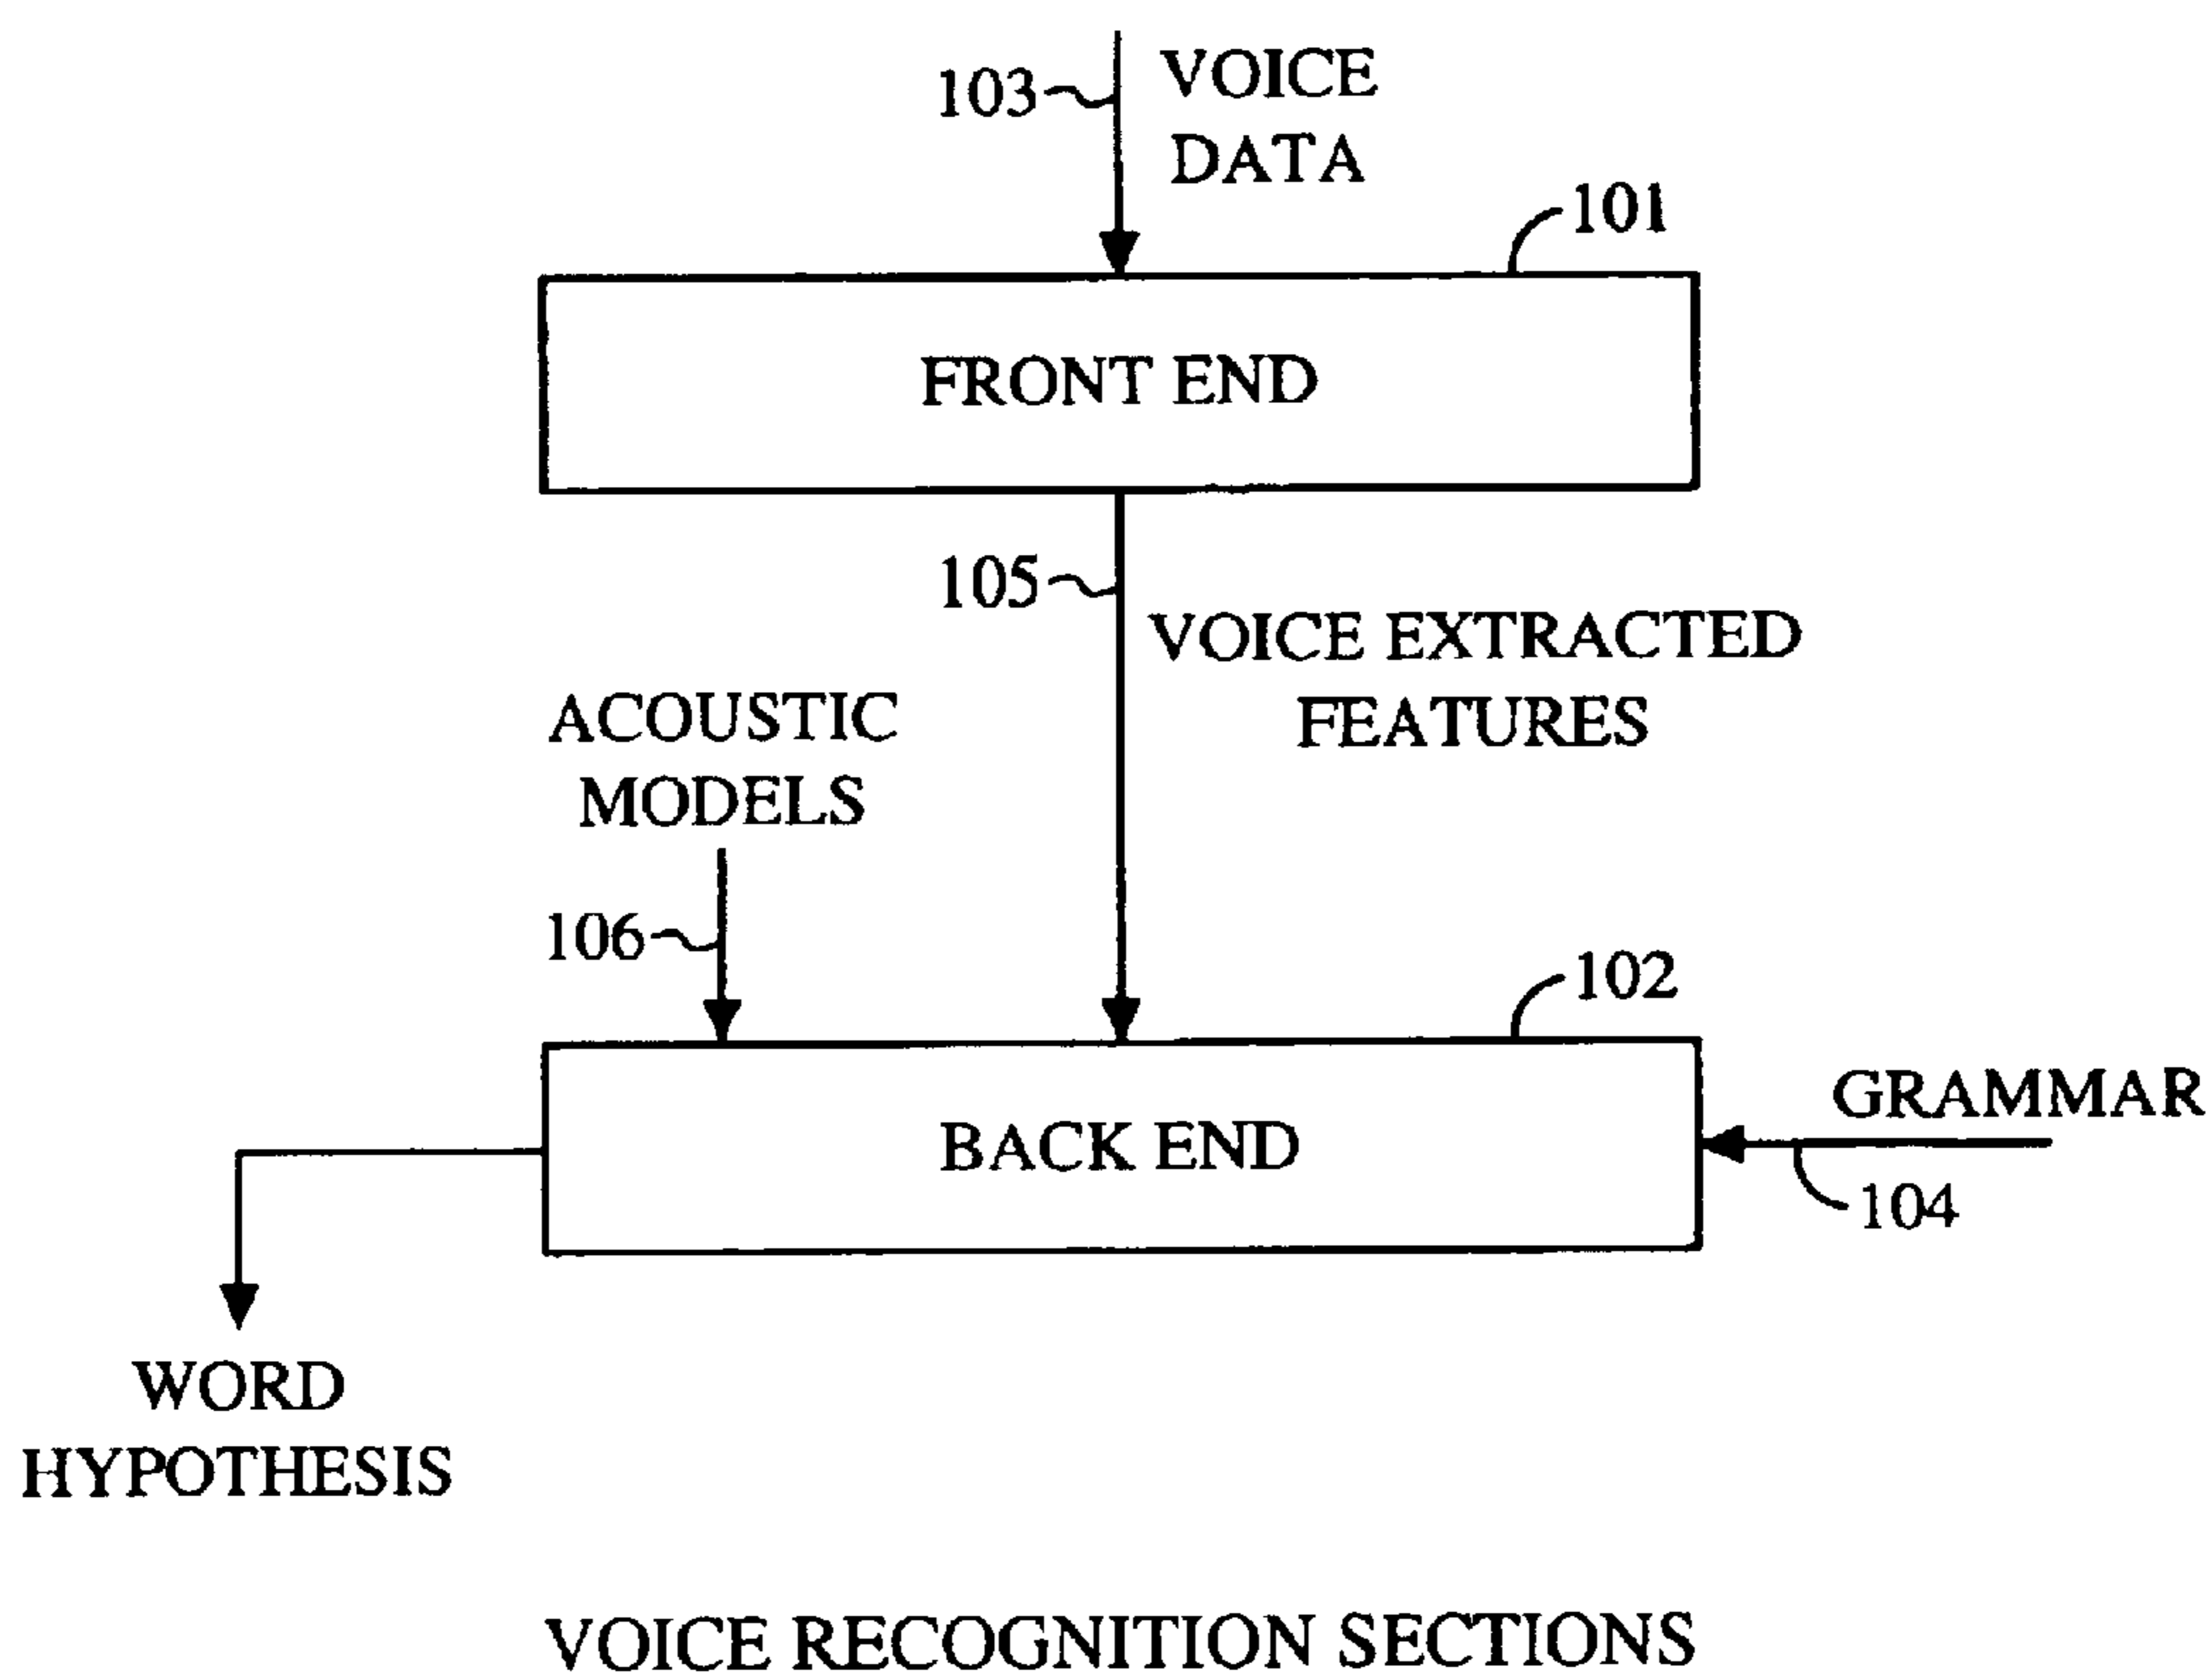 103
VOICE
DATA
101
FRONT END
105
VOICE EXTRACTED
FEATURES
ACOUSTIC
MODELS
106
102
GRAMMAR
BACK END
104
WORD
HYPOTHESIS
VOICE RECOGNITION SECTIONS